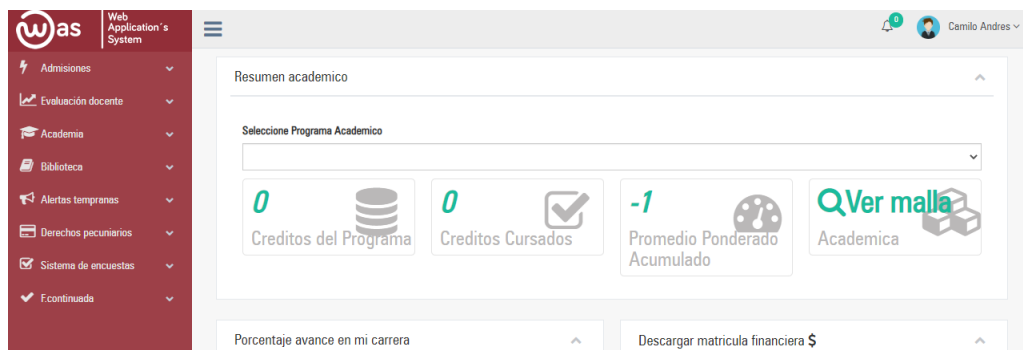 was
Web
Application´s
System
0
Camilo Andres
Admisiones
Evaluación docente
Academia
Biblioteca
Alertas tempranas
Derechos pecuniarios
Sistema de encuestas
F.continuada
Resumen academico
Seleccione Programa Academico
0
Creditos del Programa
0
Creditos Cursados
-1
Promedio Ponderado
Acumulado
Ver malla
Academica
Porcentaje avance en mi carrera
Descargar matricula financiera $